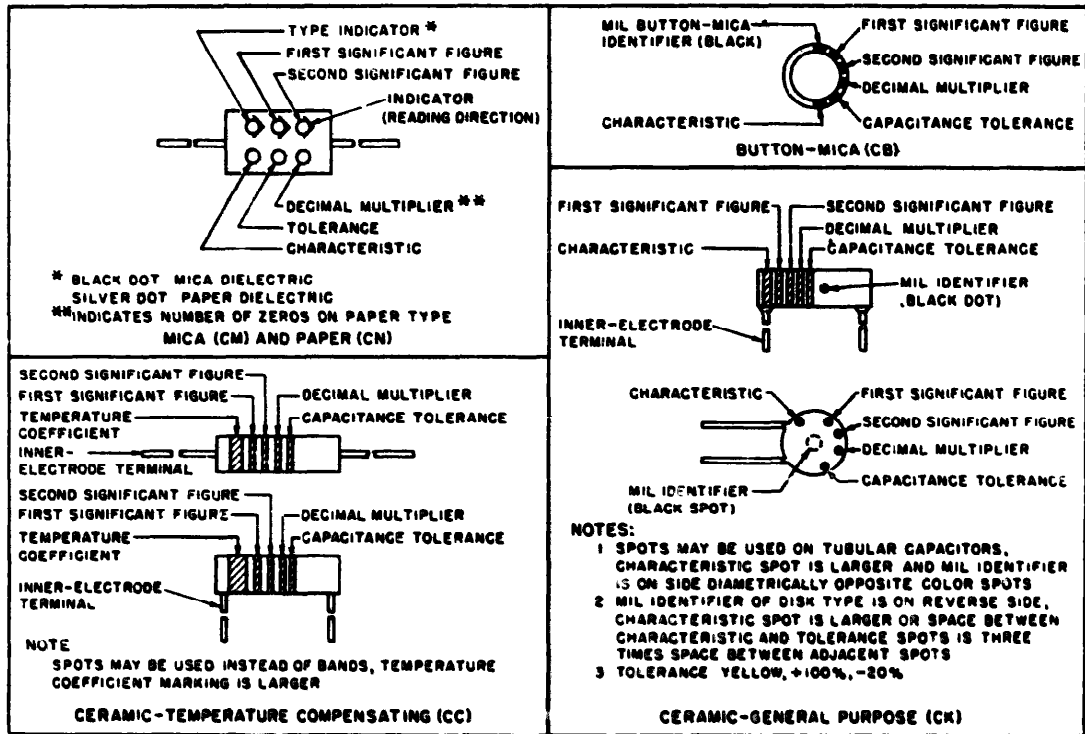 TYPE INDICATOR *
FIRST SIGNIFICANT FIGURE
SECOND SIGNIFICANT FIGURE
INDICATOR
(READING DIRECTION)
DECIMAL MULTIPLIER **
TOLERANCE
CHARACTERISTIC
* BLACK DOT MICA DIELECTRIC
SILVER DOT PAPER DIELECTRIC
** INDICATES NUMBER OF ZEROS ON PAPER TYPE
MICA (CM) AND PAPER (CN)
MIL BUTTON-MICA
IDENTIFIER (BLACK)
FIRST SIGNIFICANT FIGURE
SECOND SIGNIFICANT FIGURE
DECIMAL MULTIPLIER
CHARACTERISTIC
CAPACITANCE TOLERANCE
BUTTON-MICA (CB)
SECOND SIGNIFICANT FIGURE
FIRST SIGNIFICANT FIGURE
DECIMAL MULTIPLIER
TEMPERATURE
COEFFICIENT
CAPACITANCE TOLERANCE
INNER-
ELECTRODE TERMINAL
SECOND SIGNIFICANT FIGURE
FIRST SIGNIFICANT FIGURE
DECIMAL MULTIPLIER
TEMPERATURE
COEFFICIENT
CAPACITANCE TOLERANCE
INNER-ELECTRODE
TERMINAL
NOTE
SPOTS MAY BE USED INSTEAD OF BANDS, TEMPERATURE
COEFFICIENT MARKING IS LARGER
CERAMIC-TEMPERATURE COMPENSATING (CC)
FIRST SIGNIFICANT FIGURE
SECOND SIGNIFICANT FIGURE
DECIMAL MULTIPLIER
CHARACTERISTIC
CAPACITANCE TOLERANCE
MIL IDENTIFIER
(BLACK DOT)
INNER-ELECTRODE
TERMINAL
CHARACTERISTIC
FIRST SIGNIFICANT FIGURE
SECOND SIGNIFICANT FIGURE
DECIMAL MULTIPLIER
CAPACITANCE TOLERANCE
MIL IDENTIFIER
(BLACK SPOT)
NOTES:
1 SPOTS MAY BE USED ON TUBULAR CAPACITORS,
CHARACTERISTIC SPOT IS LARGER AND MIL IDENTIFIER
IS ON SIDE DIAMETRICALLY OPPOSITE COLOR SPOTS
2 MIL IDENTIFIER OF DISK TYPE IS ON REVERSE SIDE,
CHARACTERISTIC SPOT IS LARGER OR SPACE BETWEEN
CHARACTERISTIC AND TOLERANCE SPOTS IS THREE
TIMES SPACE BETWEEN ADJACENT SPOTS
3 TOLERANCE YELLOW, +100%, -20%
CERAMIC-GENERAL PURPOSE (CK)